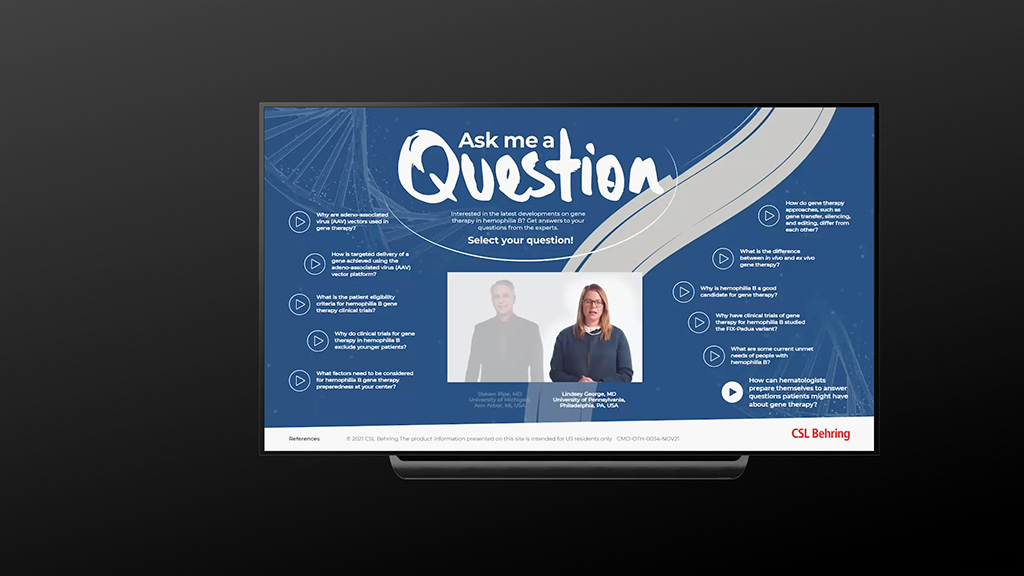 Ask me a
Question
Interested in the latest developments on gene
therapy in hemophilia B? Get answers to your
questions from the experts.
Select your question!
Why are adeno-associated
virus (AAV) vectors used in
gene therapy?
How is targeted delivery of a
gene achieved using the
adeno-associated virus (AAV)
vector platform?
What is the patient eligibility
criteria for hemophilia B gene
therapy clinical trials?
Why do clinical trials for gene
therapy in hemophilia B
exclude younger patients?
What factors need to be considered
for hemophilia B gene therapy
preparedness at your center?
How do gene therapy
approaches, such as
gene transfer, silencing,
and editing, differ from
each other?
What is the difference
between in vivo and ex vivo
gene therapy?
Why is hemophilia B a good
candidate for gene therapy?
Why have clinical trials of gene
therapy for hemophilia B studied
the FIX-Padua variant?
What are some current unmet
needs of people with
hemophilia B?
How can hematologists
prepare themselves to answer
questions patients might have
about gene therapy?
Steven Pipe, MD
University of Michigan,
Ann Arbor, MI, USA
Lindsey George, MD
University of Pennsylvania,
Philadelphia, PA, USA
References
© 2021 CSL Behring The product information presented on this site is intended for US residents only. CMD-OTH-0034-NOV21
CSL Behring